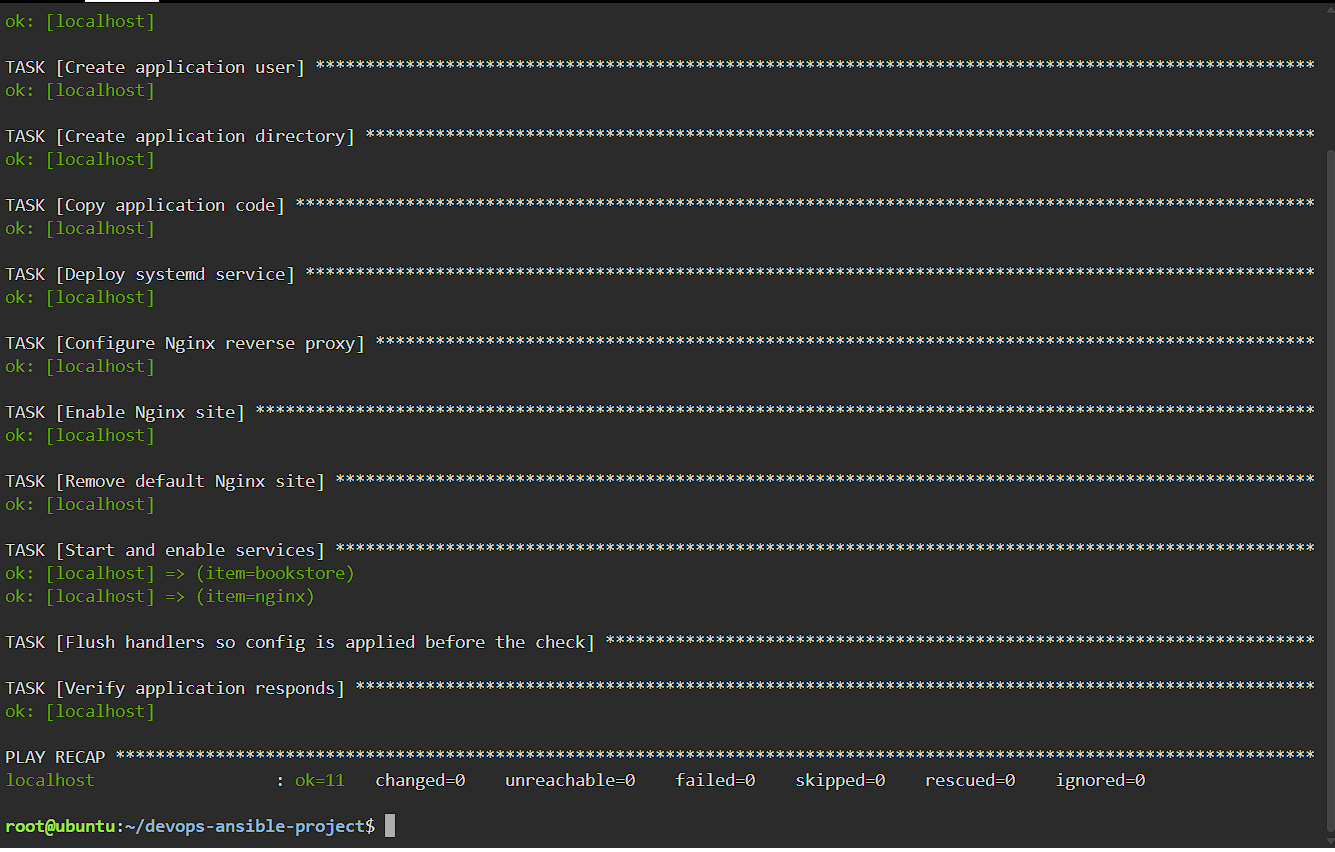 ok: [localhost]
TASK [Create application user] ****************************************************************************************************
ok: [localhost]
TASK [Create application directory] ***********************************************************************************************
ok: [localhost]
TASK [Copy application code] ******************************************************************************************************
ok: [localhost]
TASK [Deploy systemd service] *****************************************************************************************************
ok: [localhost]
TASK [Configure Nginx reverse proxy] **********************************************************************************************
ok: [localhost]
TASK [Enable Nginx site] **********************************************************************************************************
ok: [localhost]
TASK [Remove default Nginx site] **************************************************************************************************
ok: [localhost]
TASK [Start and enable services] **************************************************************************************************
ok: [localhost] => (item=bookstore)
ok: [localhost] => (item=nginx)
TASK [Flush handlers so config is applied before the check] ***********************************************************************
TASK [Verify application responds] ************************************************************************************************
ok: [localhost]
PLAY RECAP ************************************************************************************************************************
localhost                  : ok=11   changed=0    unreachable=0    failed=0    skipped=0    rescued=0    ignored=0
root@ubuntu:~/devops-ansible-project$